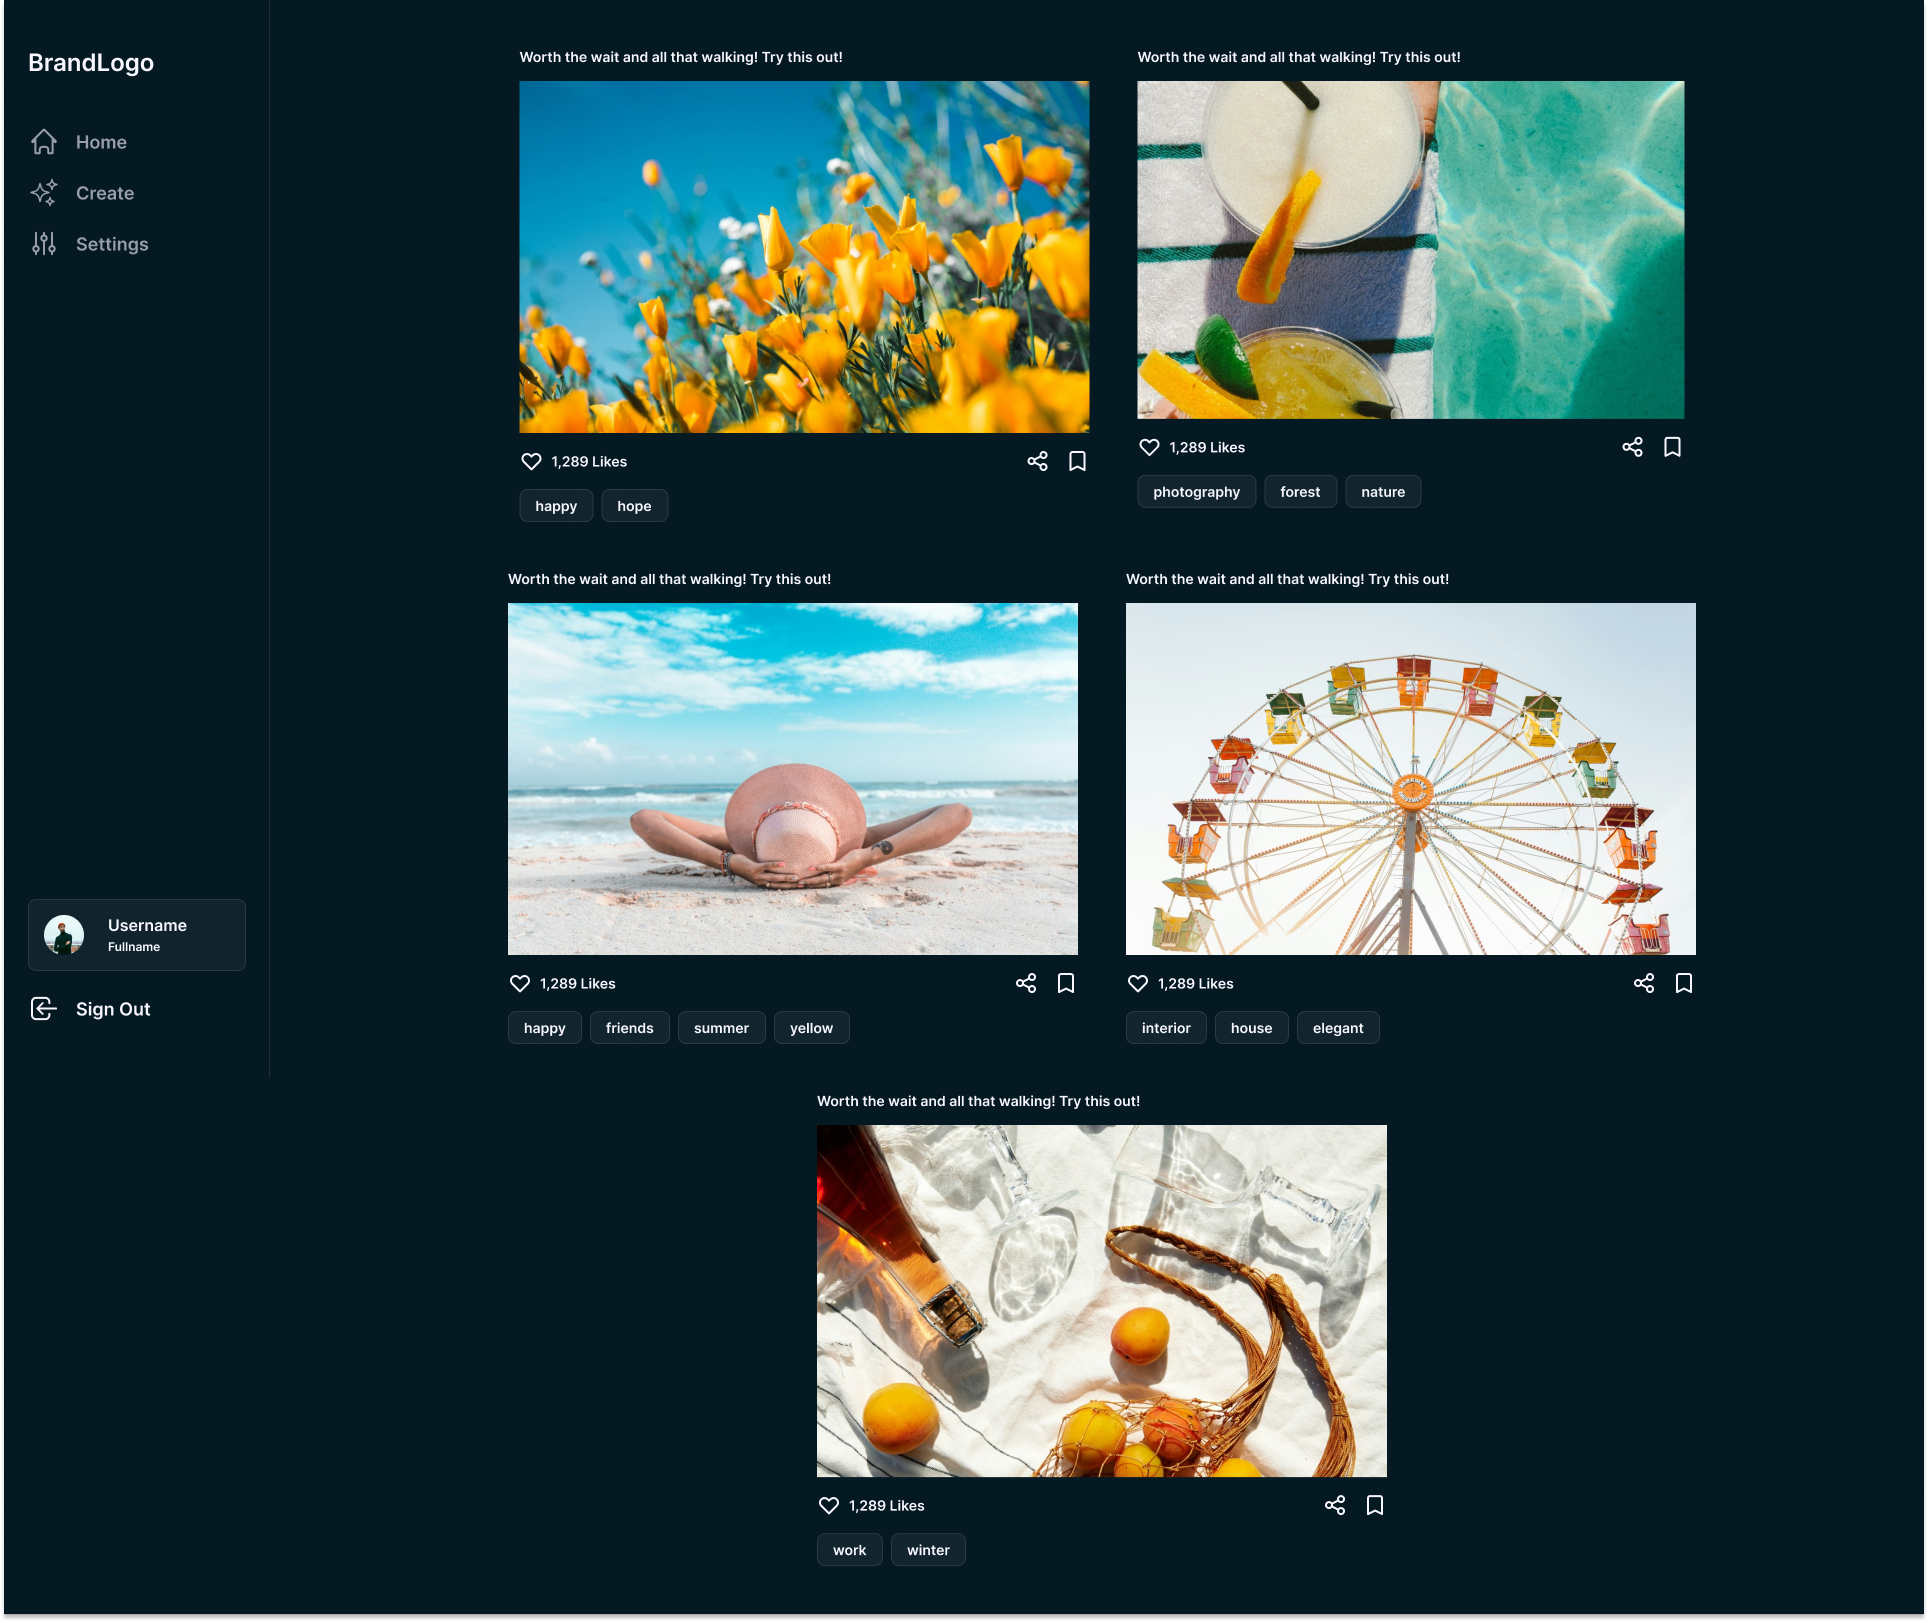 BrandLogo
Home
Create
Settings
Username
Fullname
Sign Out
Worth the wait and all that walking! Try this out!
1,289 Likes
happy
hope
Worth the wait and all that walking! Try this out!
1,289 Likes
photography
forest
nature
Worth the wait and all that walking! Try this out!
1,289 Likes
happy
friends
summer
yellow
Worth the wait and all that walking! Try this out!
1,289 Likes
interior
house
elegant
Worth the wait and all that walking! Try this out!
1,289 Likes
work
winter